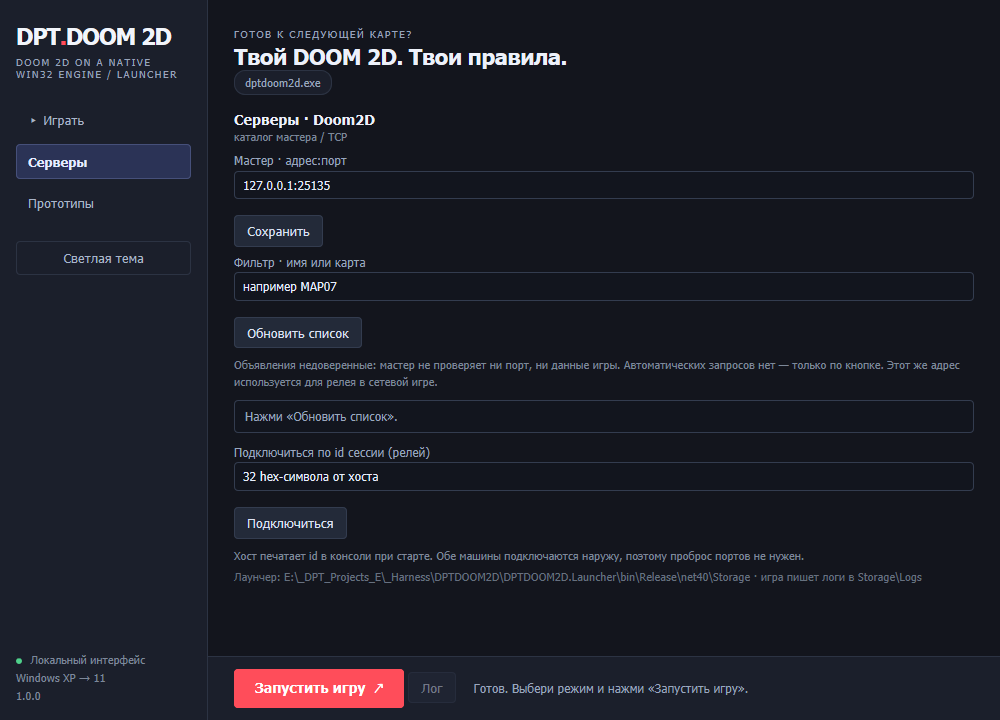 DPT.DOOM 2D
DOOM 2D ON A NATIVE
WIN32 ENGINE / LAUNCHER
▸ Играть
Серверы
Прототипы
Светлая тема
Локальный интерфейс
Windows XP → 11
1.0.0
ГОТОВ К СЛЕДУЮЩЕЙ КАРТЕ?
Твой DOOM 2D. Твои правила.
dptdoom2d.exe
Серверы · Doom2D
каталог мастера / TCP
Мастер · адрес:порт
127.0.0.1:25135
Сохранить
Фильтр · имя или карта
например MAP07
Обновить список
Объявления недоверенные: мастер не проверяет ни порт, ни данные игры. Автоматических запросов нет — только по кнопке. Этот же адрес
используется для релея в сетевой игре.
Нажми «Обновить список».
Подключиться по id сессии (релей)
32 hex-символа от хоста
Подключиться
Хост печатает id в консоли при старте. Обе машины подключаются наружу, поэтому проброс портов не нужен.
Лаунчер: E:\_DPT_Projects_E\_Harness\DPTDOOM2D\DPTDOOM2D.Launcher\bin\Release\net40\Storage · игра пишет логи в Storage\Logs
Запустить игру ↗
Лог
Готов. Выбери режим и нажми «Запустить игру».